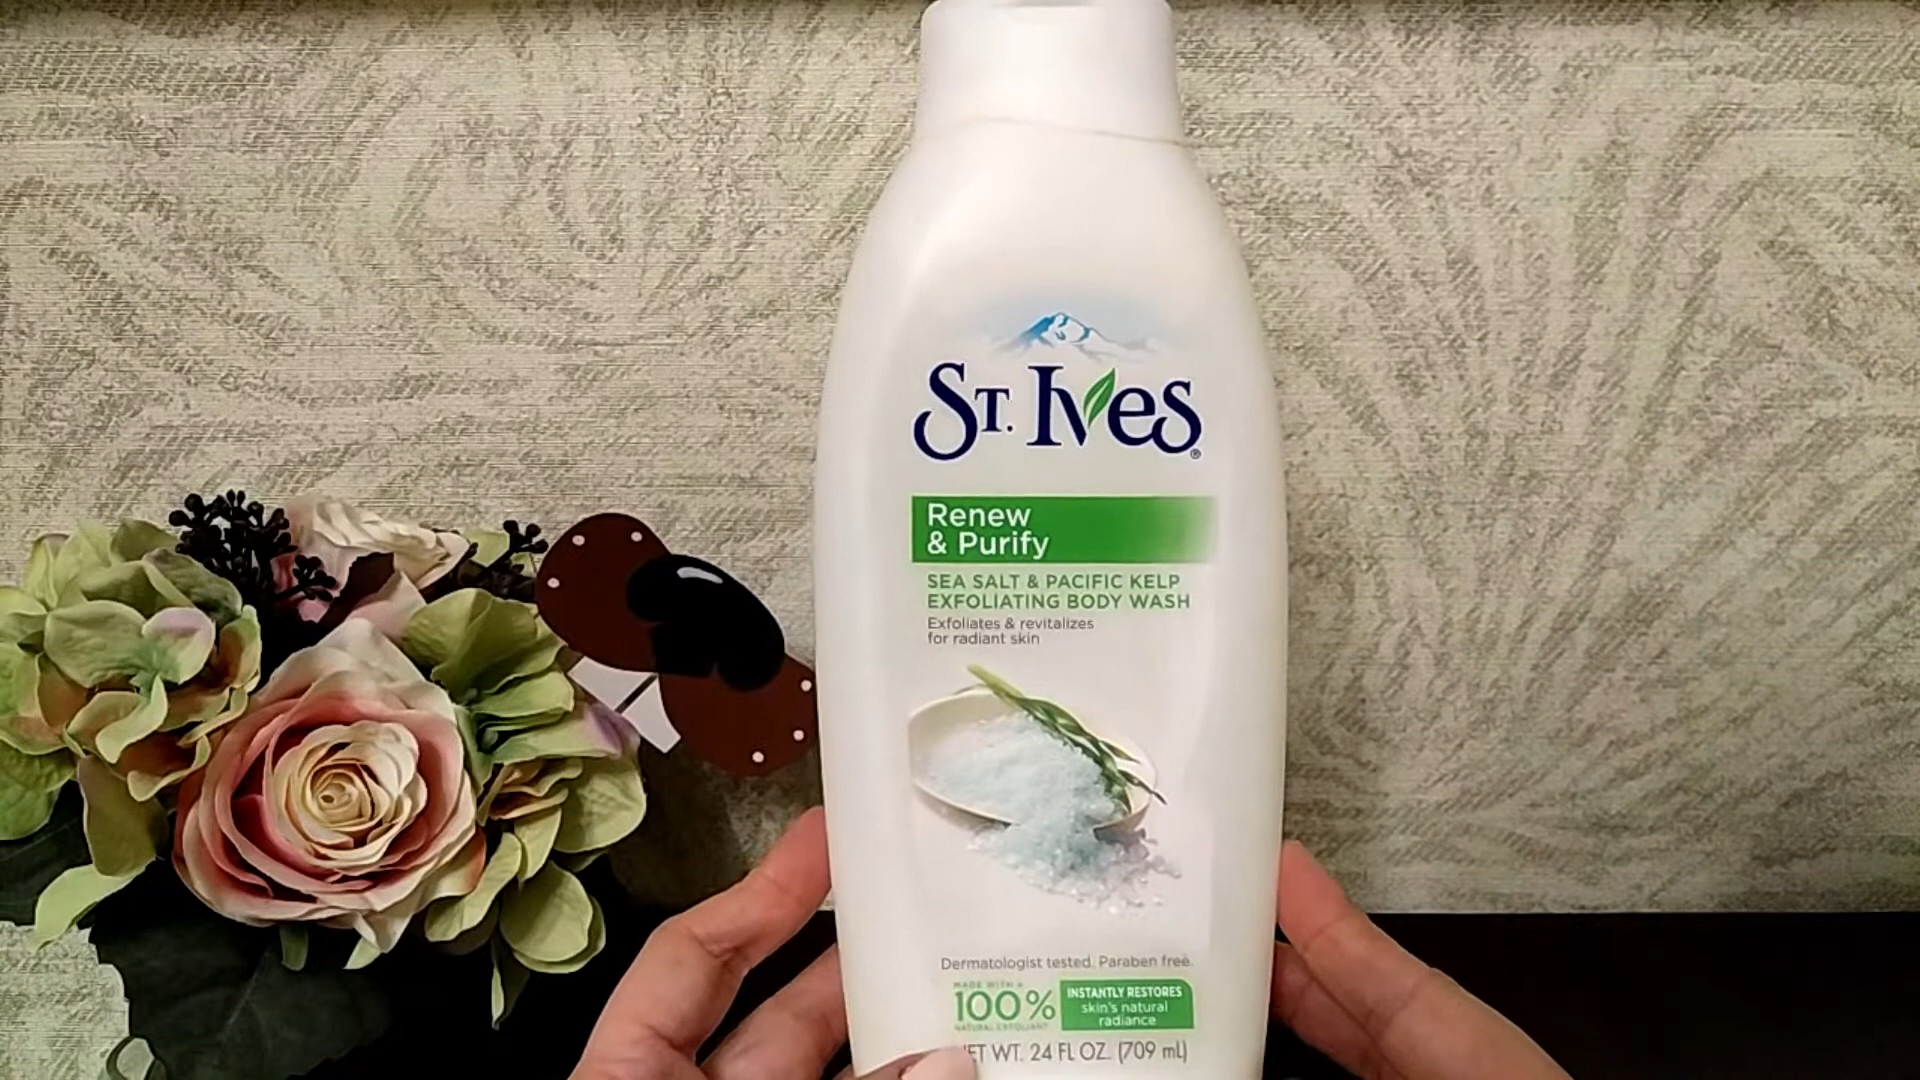 St. Ives®
Renew
& Purify
SEA SALT & PACIFIC KELP
EXFOLIATING BODY WASH
Exfoliates & revitalizes
for radiant skin
Dermatologist tested. Paraben free.
MADE WITH A
100%
NATURAL EXFOLIANT
INSTANTLY RESTORES
skin's natural
radiance
ET WT. 24 FL OZ. (709 mL)